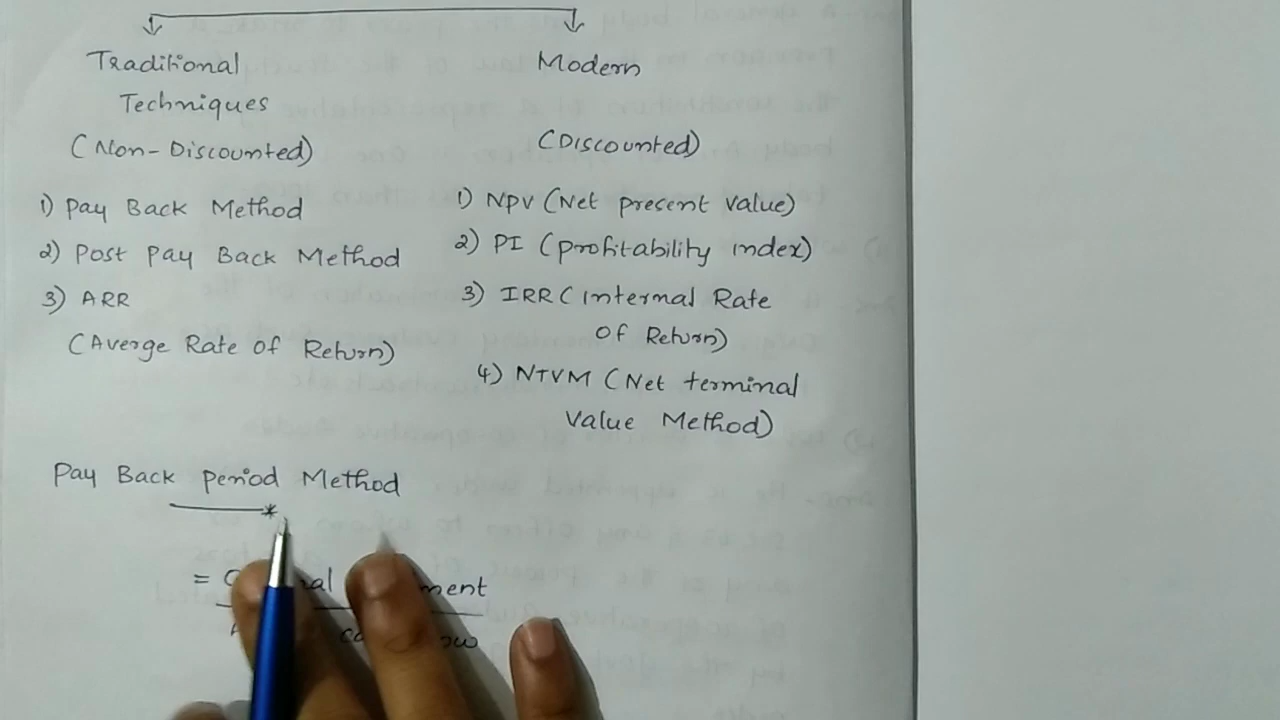 Traditional
Techniques
(Non-Discounted)
1) Pay Back Method
2) Post Pay Back Method
3) ARR
(Averge Rate of Return)
Modern
(Discounted)
1) NPV (Net present value)
2) PI (profitability index)
3) IRR (Internal Rate
of Return)
4) NTVM (Net terminal
Value Method)
Pay Back period Method
=